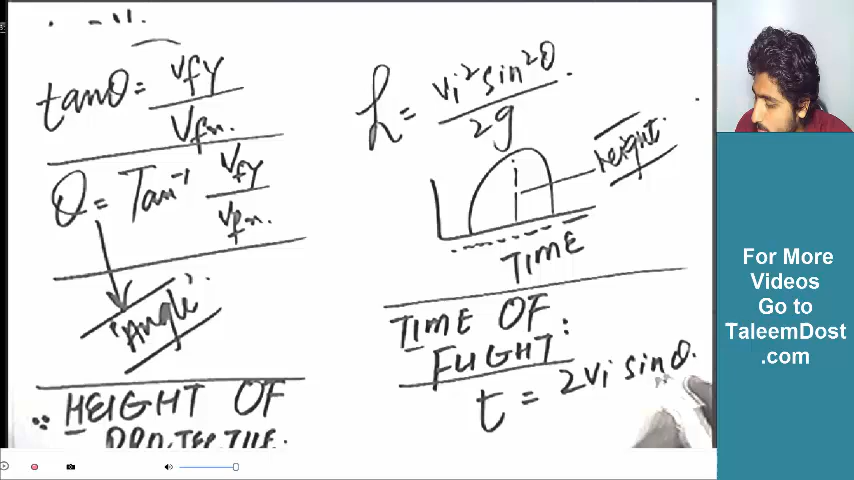 tanθ = vfy
Vfx.
θ = Tan⁻¹ vfy
vfx.
"Angle".
∴ HEIGHT OF
PROJECTILE.
h = vi² sin²θ.
2g
Height.
TIME
TIME OF
FLIGHT :
t = 2vi sinθ.
For More
Videos
Go to
TaleemDost
.com